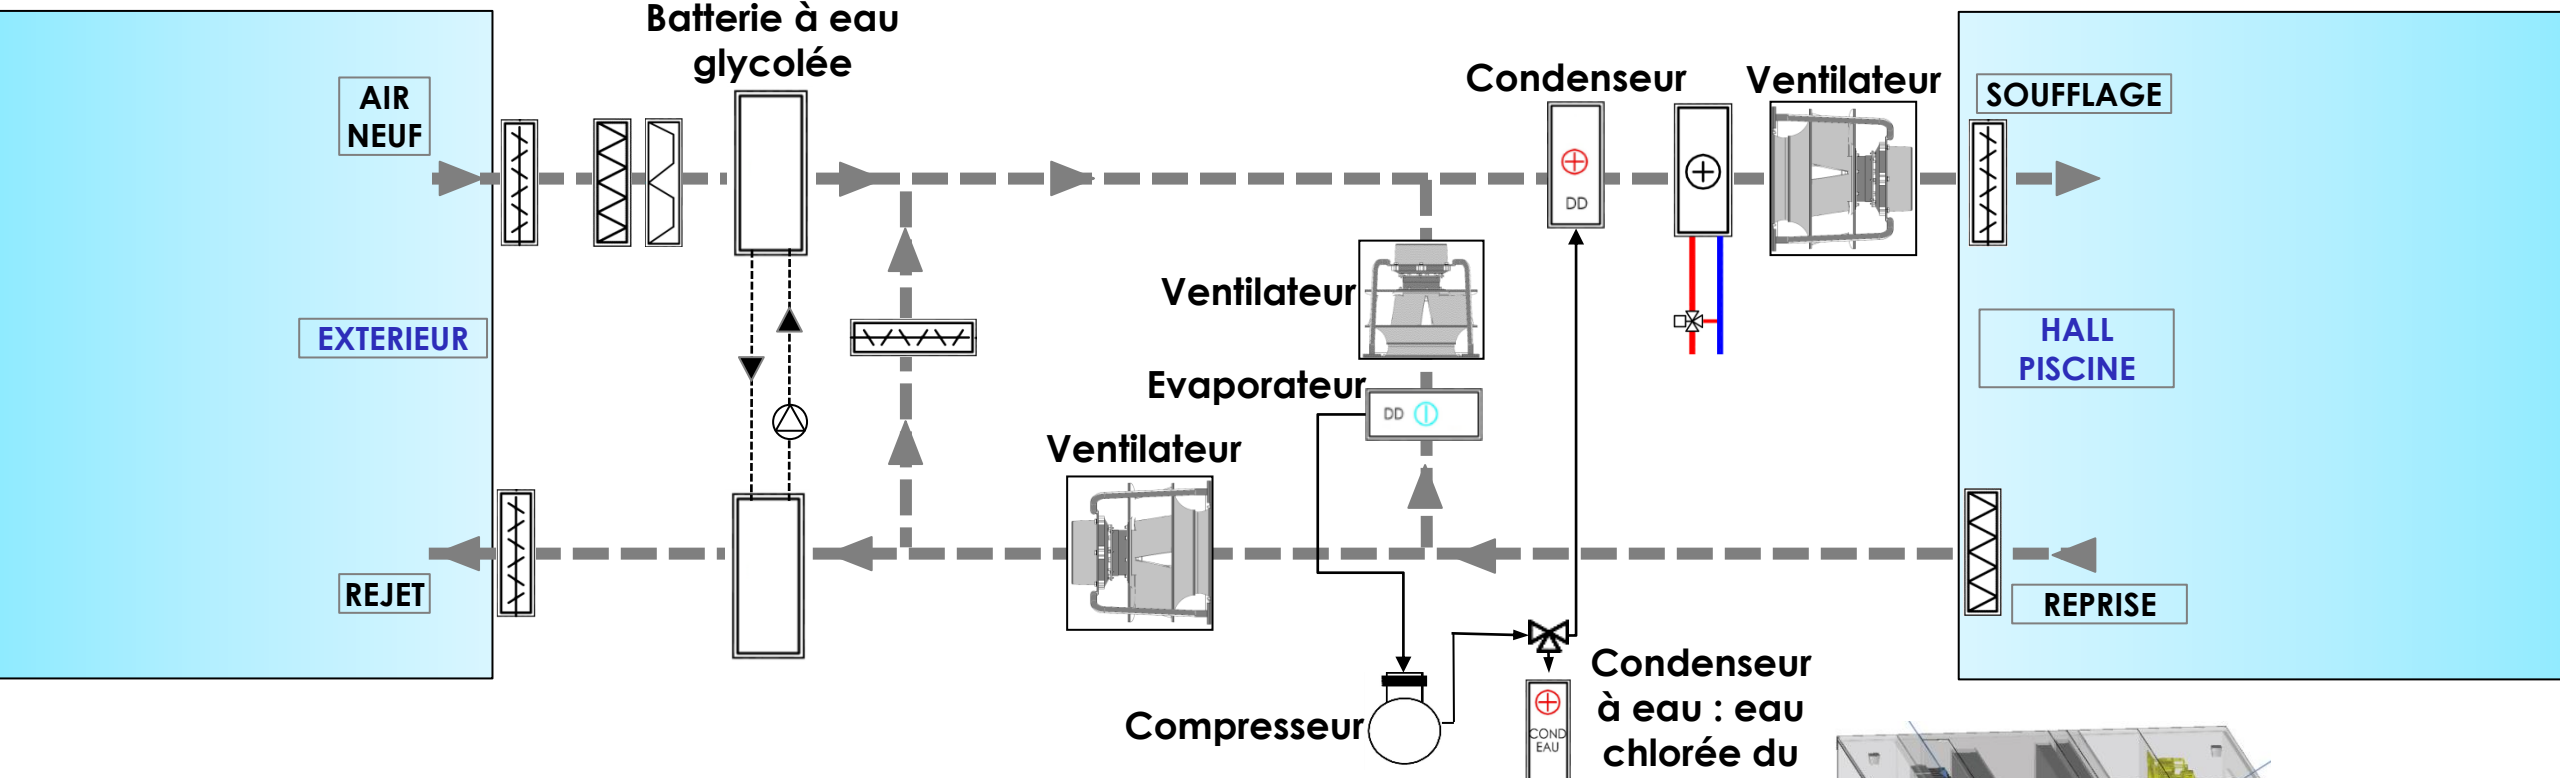 Batterie à eau
glycolée
AIR
NEUF
Condenseur
Ventilateur
SOUFFLAGE
DD
Ventilateur
EXTERIEUR
HALL
PISCINE
Evaporateur
DD
Ventilateur
REJET
REPRISE
Condenseur
à eau : eau
chlorée du
Compresseur
COND
EAU